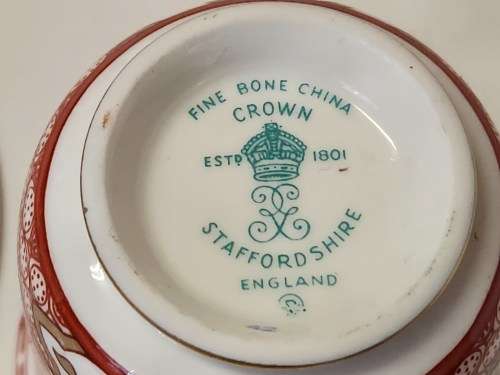 FINE BONE CHINA
CROWN
ESTD 1801
STAFFORDSHIRE
ENGLAND